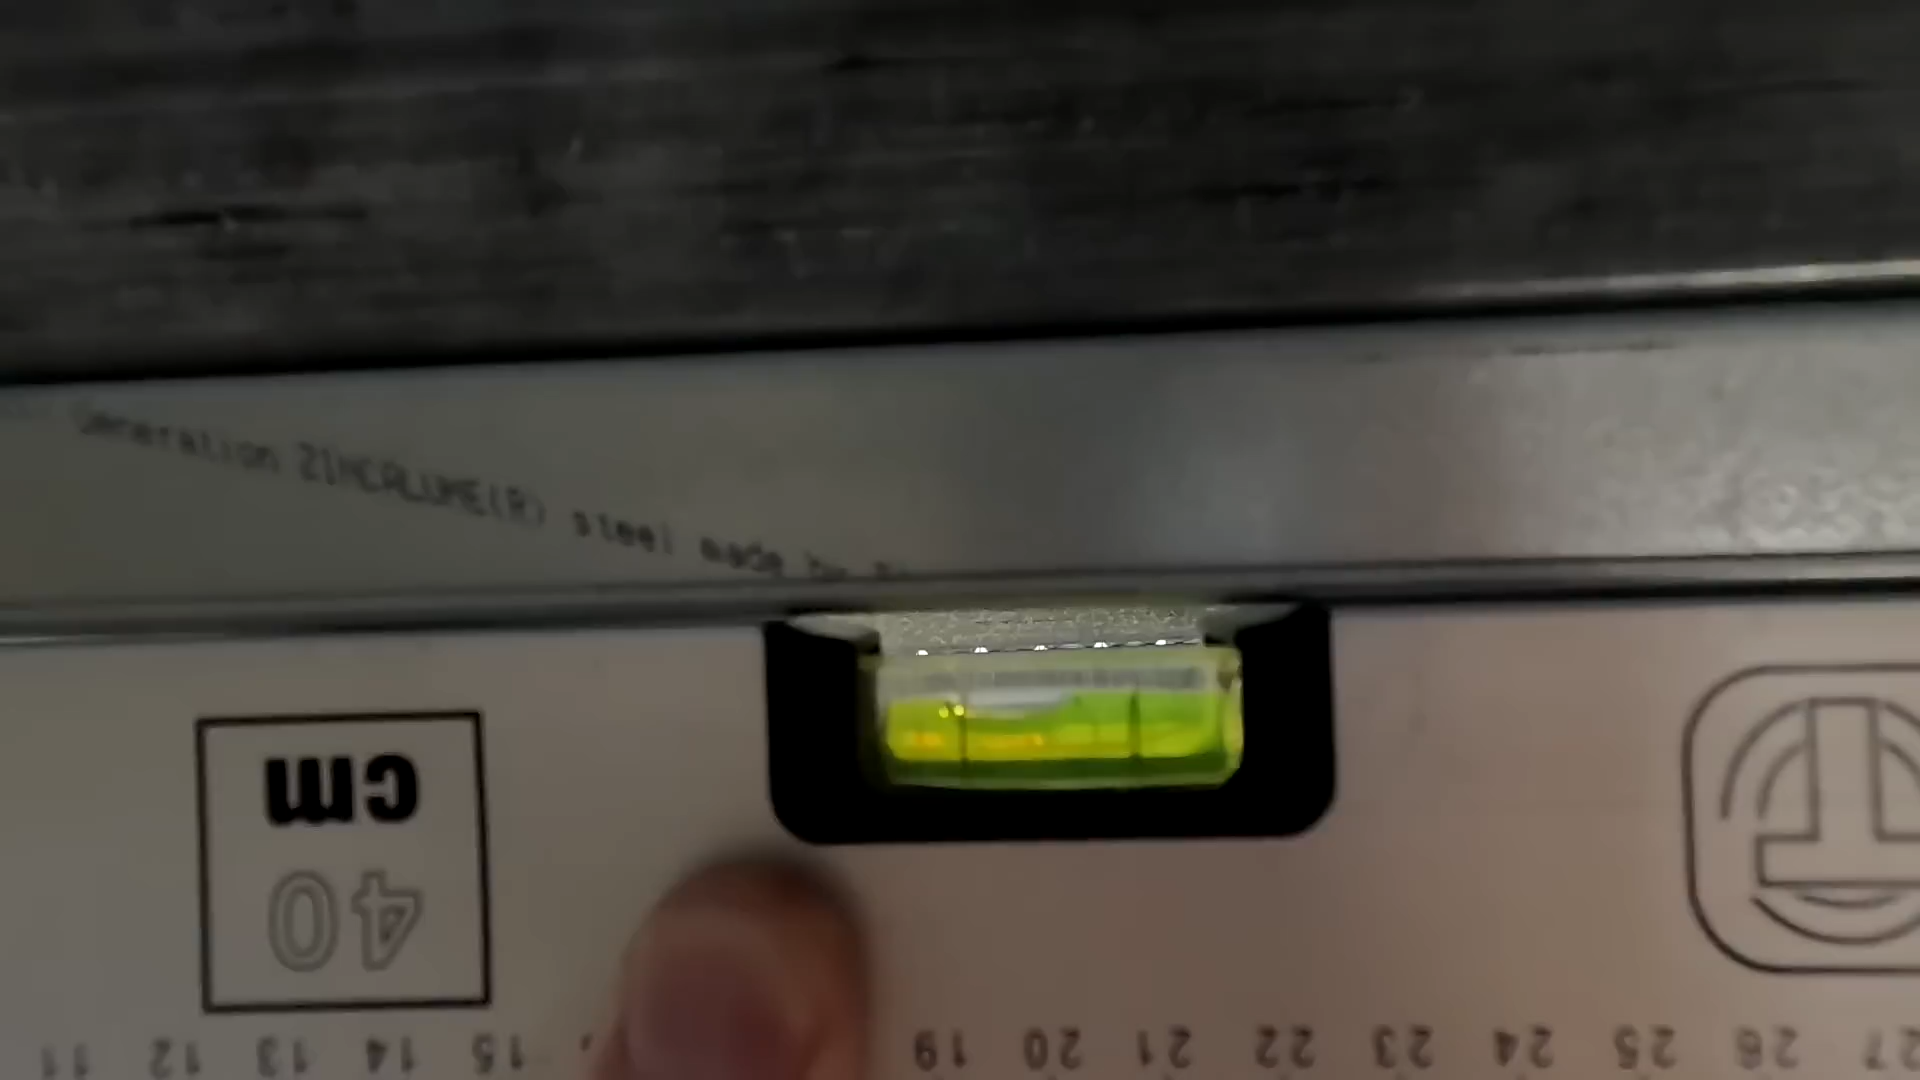 Generation ZINCALUME(R) steel made by
cm
40
11 12 13 14 15 19 20 21 22 23 24 25 26 27